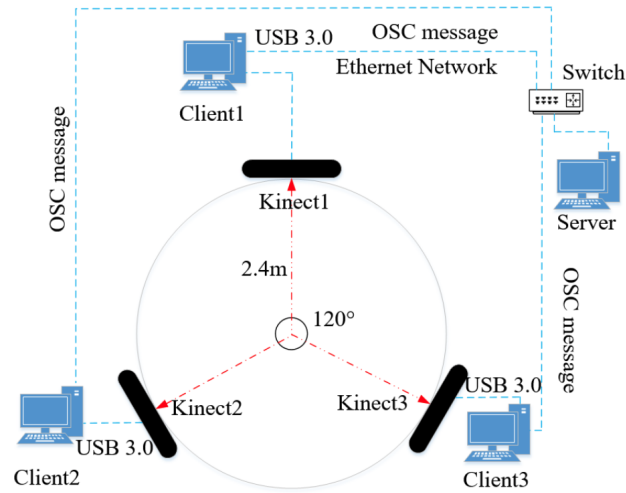 USB 3.0
OSC message
Ethernet Network
Switch
Client1
OSC message
Kinect1
Server
2.4m
OSC message
120°
Kinect2
Kinect3
USB 3.0
USB 3.0
Client2
Client3